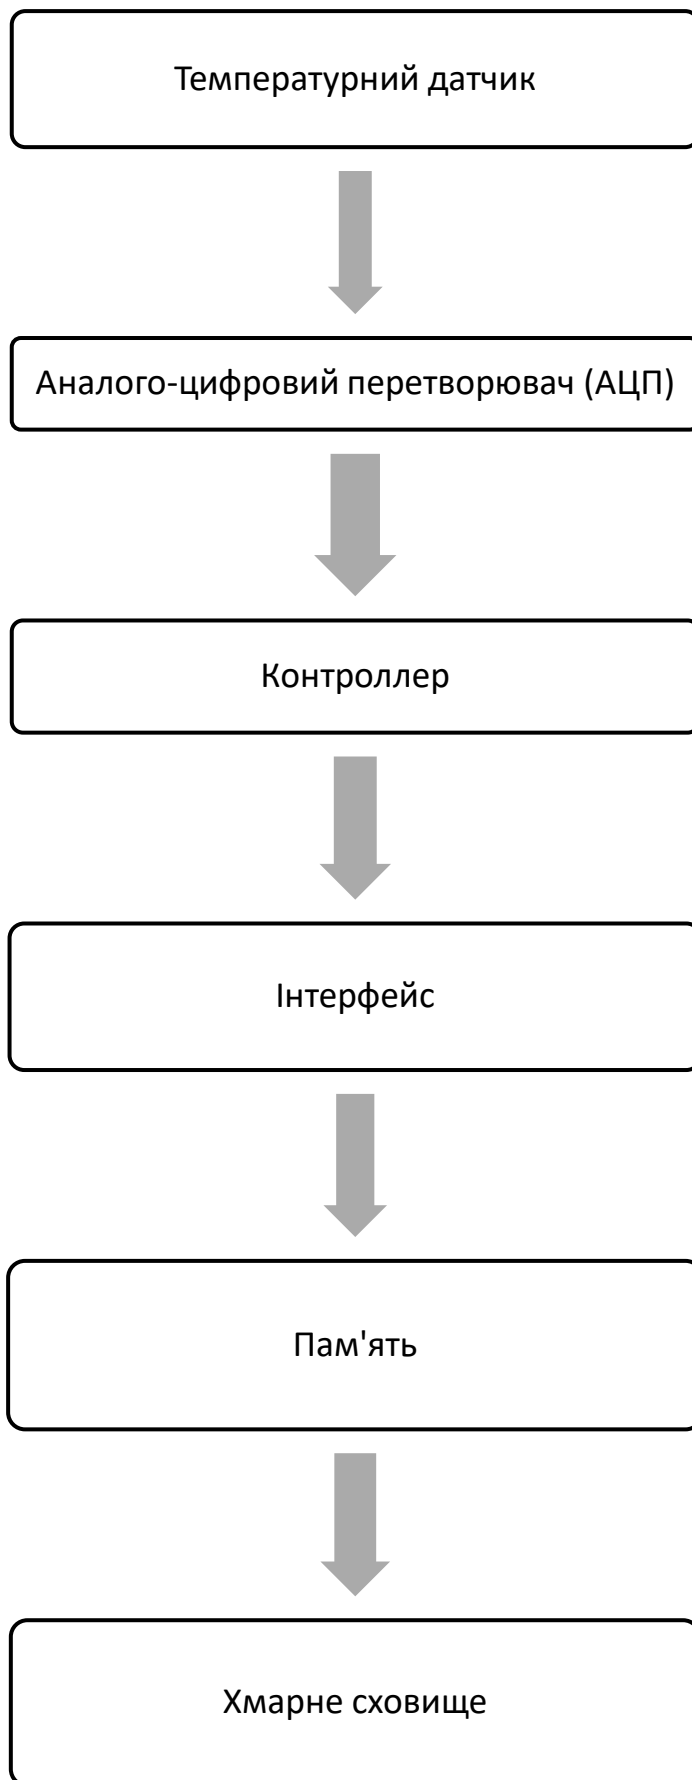 Температурний датчик
Аналого-цифровий перетворювач (АЦП)
Контроллер
Інтерфейс
Пам'ять
Хмарне сховище